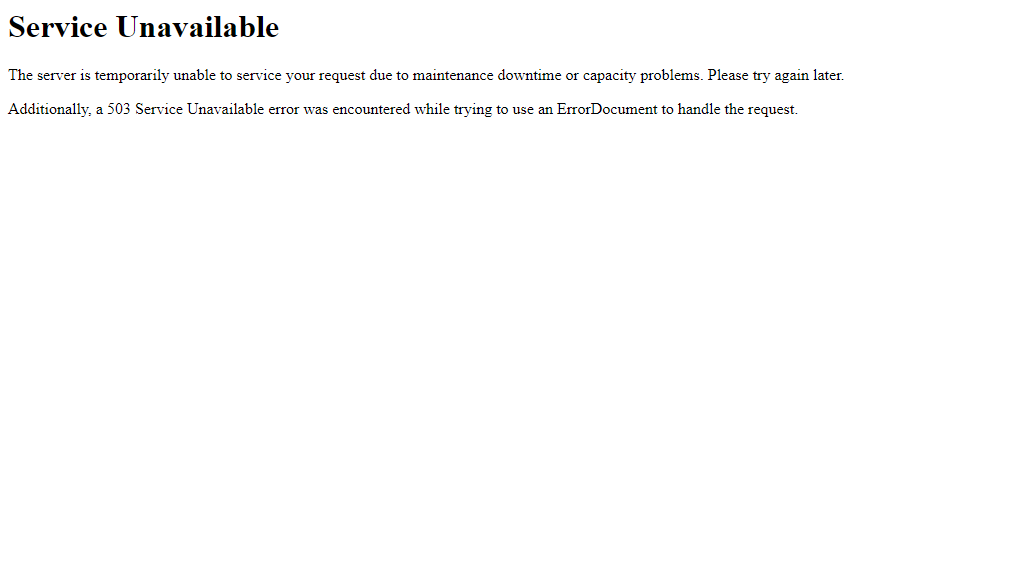 Service Unavailable
The server is temporarily unable to service your request due to maintenance downtime or capacity problems. Please try again later.
Additionally, a 503 Service Unavailable error was encountered while trying to use an ErrorDocument to handle the request.